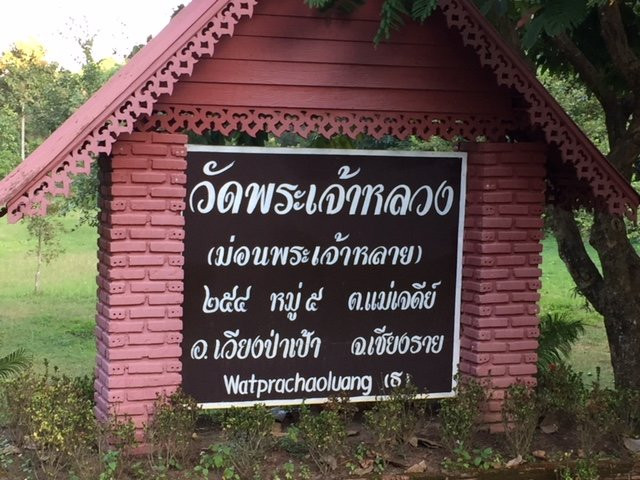 วัดพระเจ้าหลวง
(ม่อนพระเจ้าหลาย)
๒๕๔ หมู่ ๕ ต.แม่เจดีย์
อ.เวียงป่าเป้า จ.เชียงราย
Watprachaoluang (ธ)